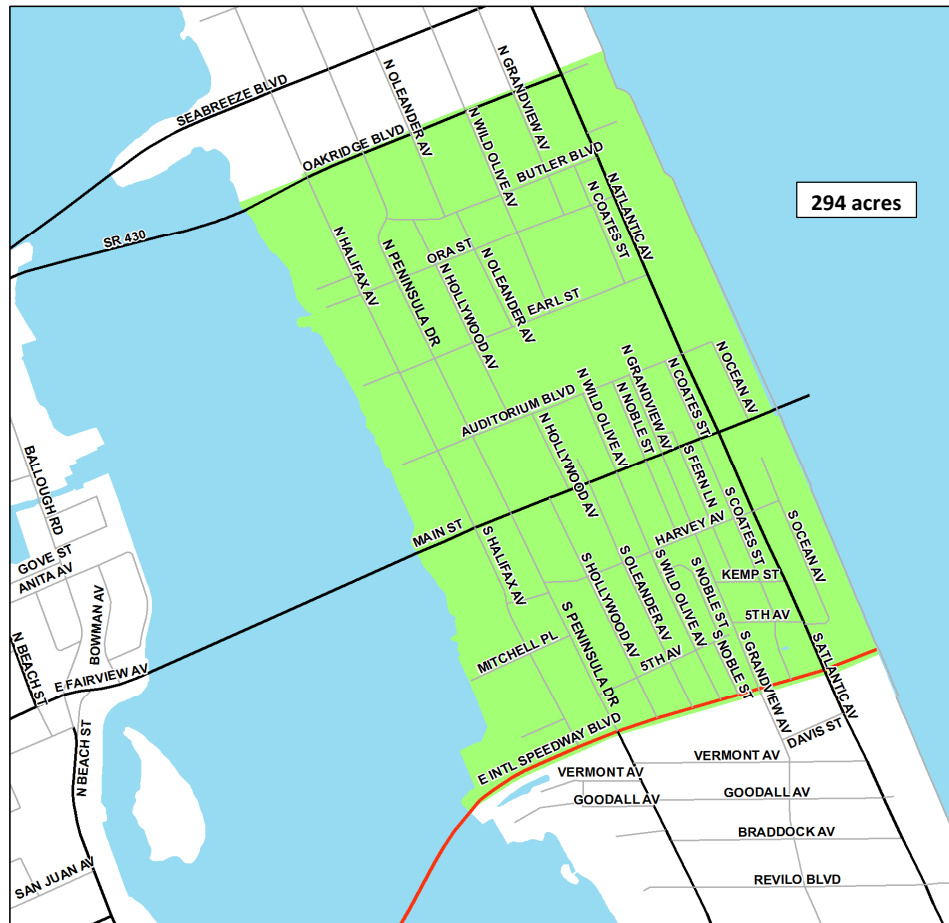 SEABREEZE BLVD
N OLEANDER AV
N GRANDVIEW AV
OAKRIDGE BLVD
N WILD OLIVE AV
BUTLER BLVD
294 acres
N ATLANTIC AV
N COATES ST
SR 430
N HALIFAX AV
N PENINSULA DR
ORA ST
N HOLLYWOOD AV
N OLEANDER AV
EARL ST
N OCEAN AV
N GRANDVIEW AV
N COATES ST
N WILD OLIVE AV
N NOBLE ST
AUDITORIUM BLVD
N HOLLYWOOD AV
BALLOUGH RD
S FERN LN
MAIN ST
S COATES ST
S OCEAN AV
HARVEY AV
GOVE ST
ANITA AV
S HALIFAX AV
S HOLLYWOOD AV
S OLEANDER AV
S WILD OLIVE AV
S NOBLE ST
KEMP ST
BOWMAN AV
5TH AV
S PENINSULA DR
N BEACH ST
MITCHELL PL
5TH AV
S NOBLE ST
S GRANDVIEW AV
S ATLANTIC AV
E FAIRVIEW AV
E INTL SPEEDWAY BLVD
DAVIS ST
N BEACH ST
VERMONT AV
VERMONT AV
GOODALL AV
GOODALL AV
BRADDOCK AV
SAN JUAN AV
REVILO BLVD